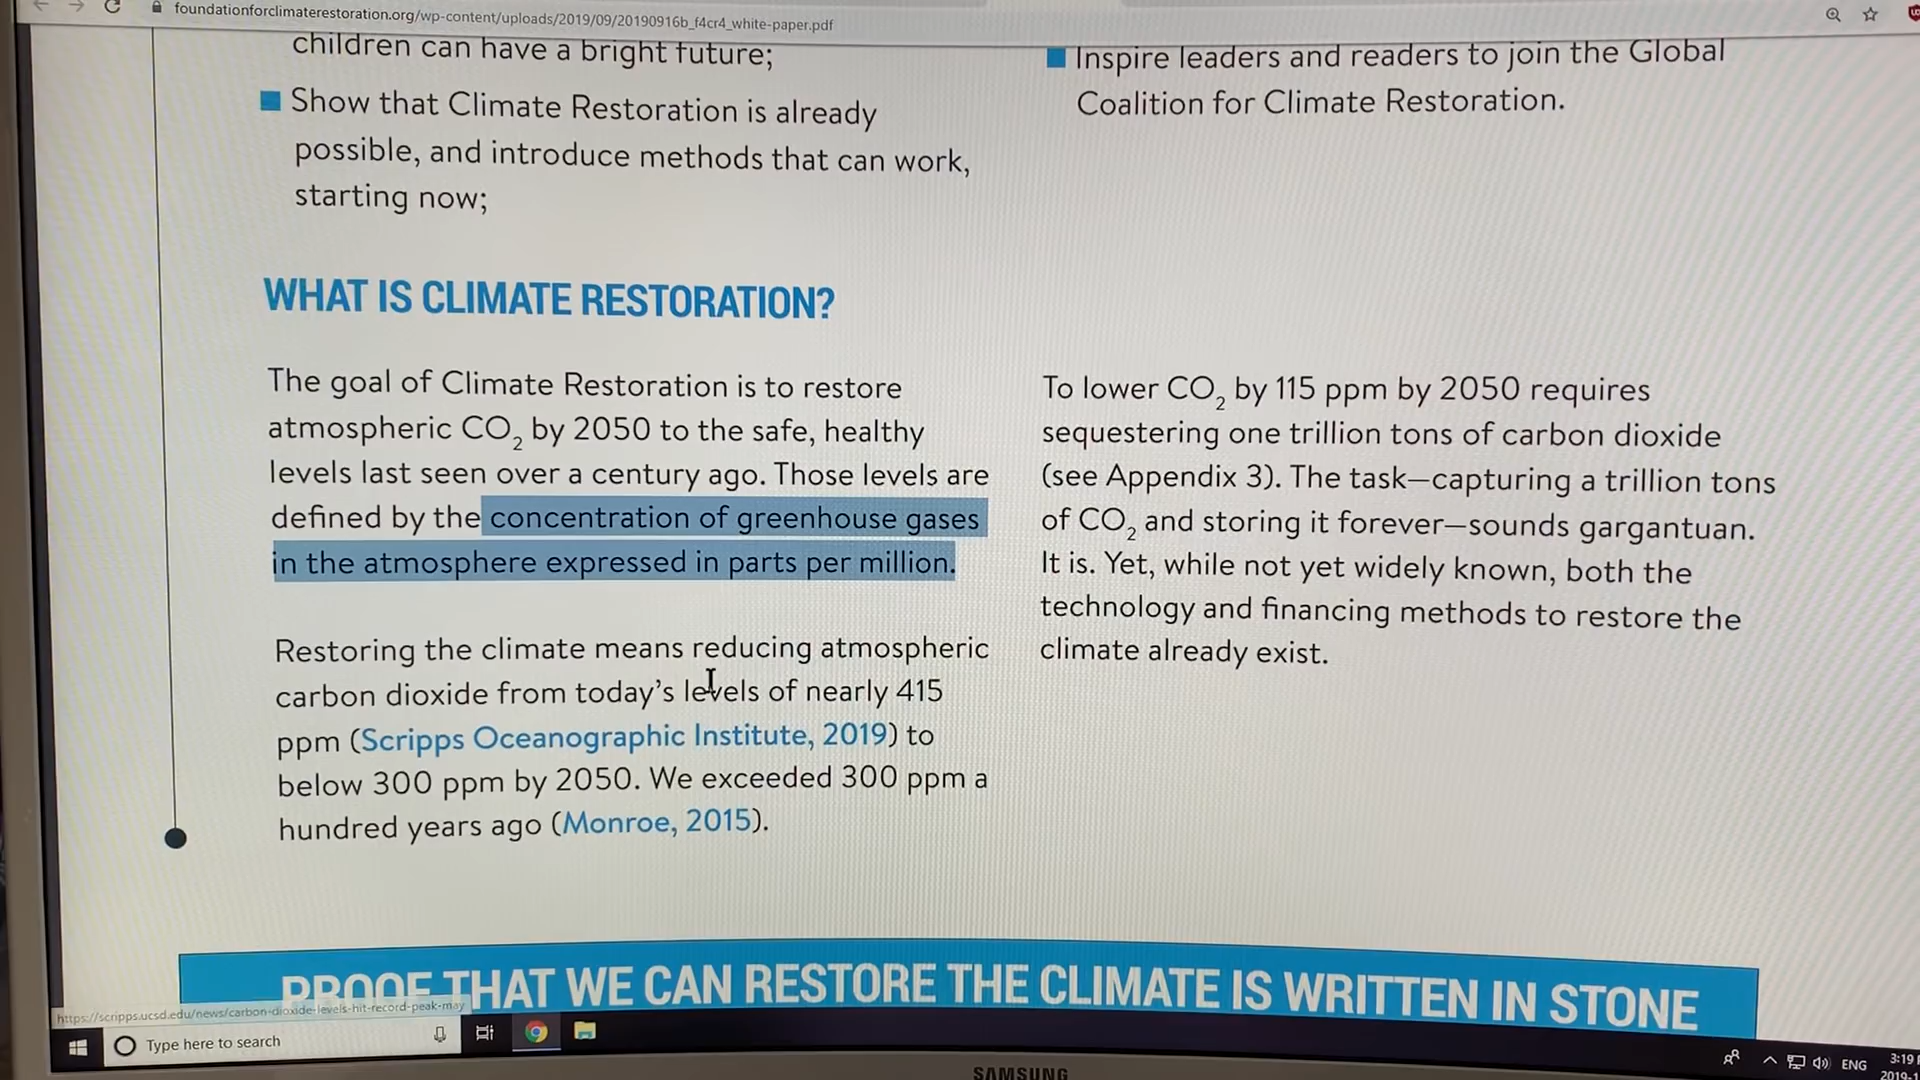 foundationforclimaterestoration.org/wp-content/uploads/2019/09/20190916b_f4cr4_white-paper.pdf
children can have a bright future;
Show that Climate Restoration is already
possible, and introduce methods that can work,
starting now;
Inspire leaders and readers to join the Global
Coalition for Climate Restoration.
WHAT IS CLIMATE RESTORATION?
The goal of Climate Restoration is to restore
atmospheric CO2 by 2050 to the safe, healthy
levels last seen over a century ago. Those levels are
defined by the concentration of greenhouse gases
in the atmosphere expressed in parts per million.
Restoring the climate means reducing atmospheric
carbon dioxide from today's levels of nearly 415
ppm (Scripps Oceanographic Institute, 2019) to
below 300 ppm by 2050. We exceeded 300 ppm a
hundred years ago (Monroe, 2015).
To lower CO2 by 115 ppm by 2050 requires
sequestering one trillion tons of carbon dioxide
(see Appendix 3). The task—capturing a trillion tons
of CO2 and storing it forever—sounds gargantuan.
It is. Yet, while not yet widely known, both the
technology and financing methods to restore the
climate already exist.
PROOF THAT WE CAN RESTORE THE CLIMATE IS WRITTEN IN STONE
https://scripps.ucsd.edu/news/carbon-dioxide-levels-hit-record-peak-may
Type here to search
ENG
3:19
SAMSUNG